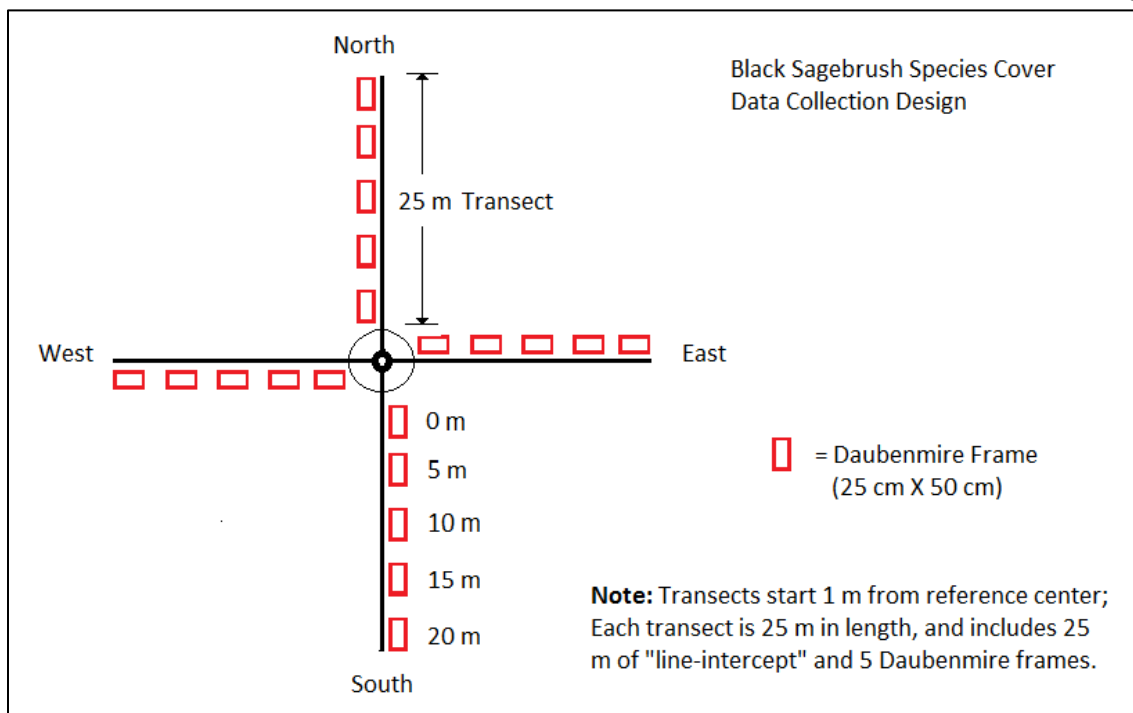 North
Black Sagebrush Species Cover
Data Collection Design
25 m Transect
West
East
0 m
5 m
10 m
15 m
20 m
South
= Daubenmire Frame
(25 cm X 50 cm)
Note: Transects start 1 m from reference center;
Each transect is 25 m in length, and includes 25
m of "line-intercept" and 5 Daubenmire frames.